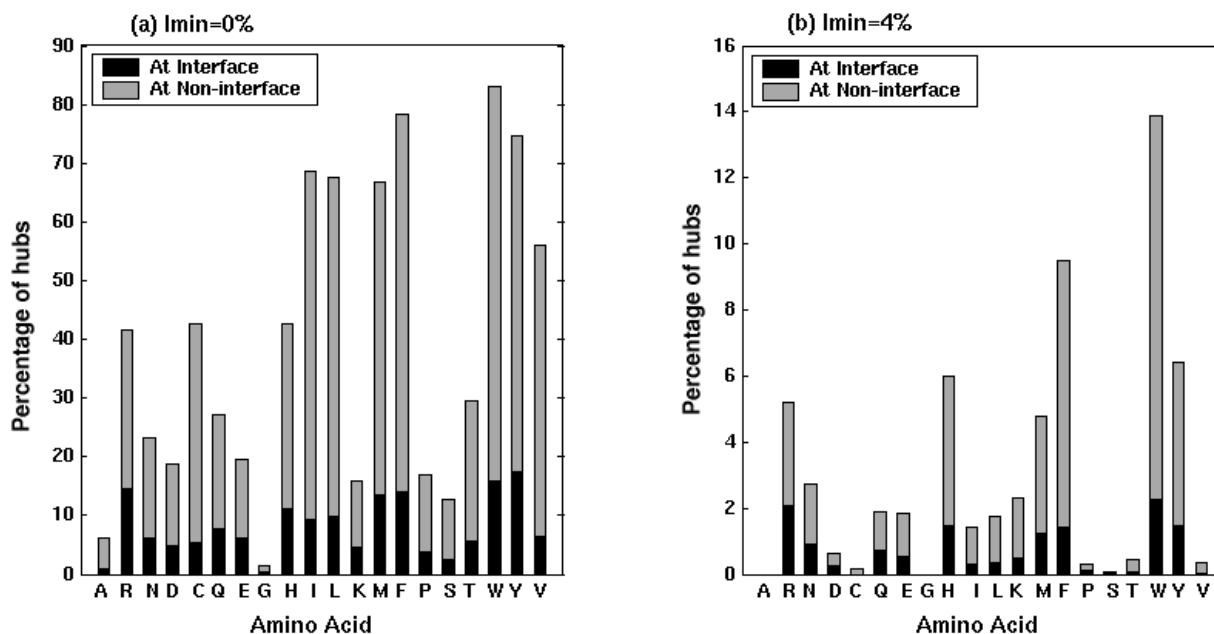 (a) Imin=0%
90
80
70
60
50
40
30
20
10
0
Percentage of hubs
At Interface
At Non-interface
A R N D C Q E G H I L K M F P S T W Y V
Amino Acid
(b) Imin=4%
16
14
12
10
8
6
4
2
0
Percentage of hubs
At Interface
At Non-interface
A R N D C Q E G H I L K M F P S T W Y V
Amino Acid